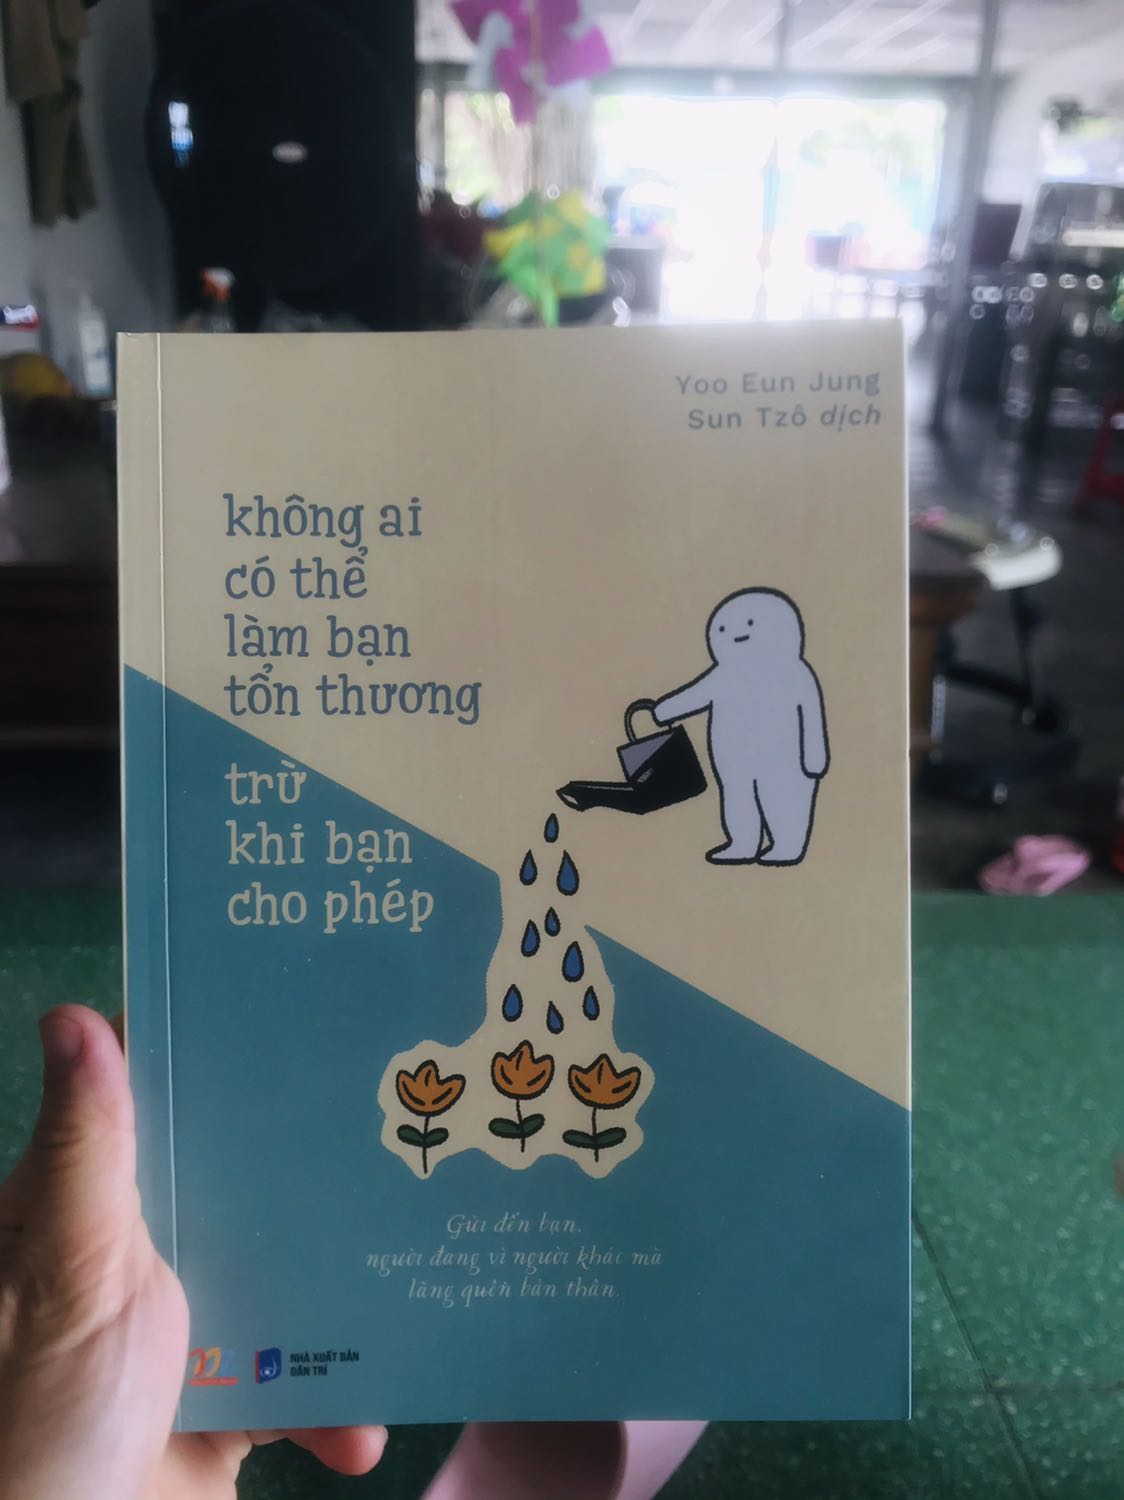 Yoo Eun Jung
Sun Tzô dịch
không ai
có thể
làm bạn
tổn thương
trừ
khi bạn
cho phép
Gửi đến bạn,
người đang vì người khác mà
lãng quên bản thân.
NHÀ XUẤT BẢN
DÂN TRÍ